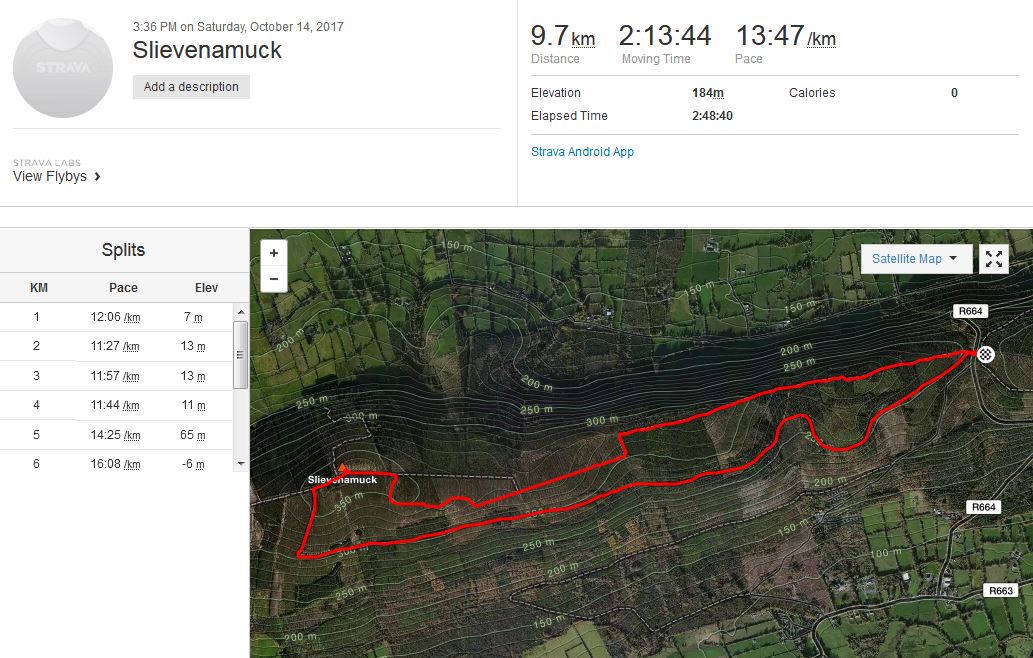 3:36 PM on Saturday, October 14, 2017
Slievenamuck
STRAVA
Add a description
STRAVA LABS
View Flybys
9.7km 2:13:44 13:47/km
Distance Moving Time Pace
Elevation 184m Calories 0
Elapsed Time 2:48:40
Strava Android App
Splits
KM Pace Elev
1 12:06 /km 7 m
2 11:27 /km 13 m
3 11:57 /km 13 m
4 11:44 /km 11 m
5 14:25 /km 65 m
6 16:08 /km -6 m
+
−
Satellite Map
150 m
150 m
150 m
R664
200 m
200 m
250 m
200 m
250 m
250 m
300 m
300 m
Slievenamuck
350 m
200 m
R664
150 m
250 m
300 m
100 m
200 m
250 m
R663
150 m
200 m